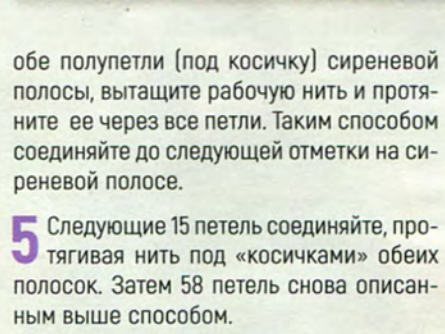 обе полупетли (под косичку) сиреневой
полосы, вытащите рабочую нить и протя-
ните ее через все петли. Таким способом
соединяйте до следующей отметки на си-
реневой полосе.
5 Следующие 15 петель соединяйте, про-
тягивая нить под «косичками» обеих
полосок. Затем 58 петель снова описан-
ным выше способом.